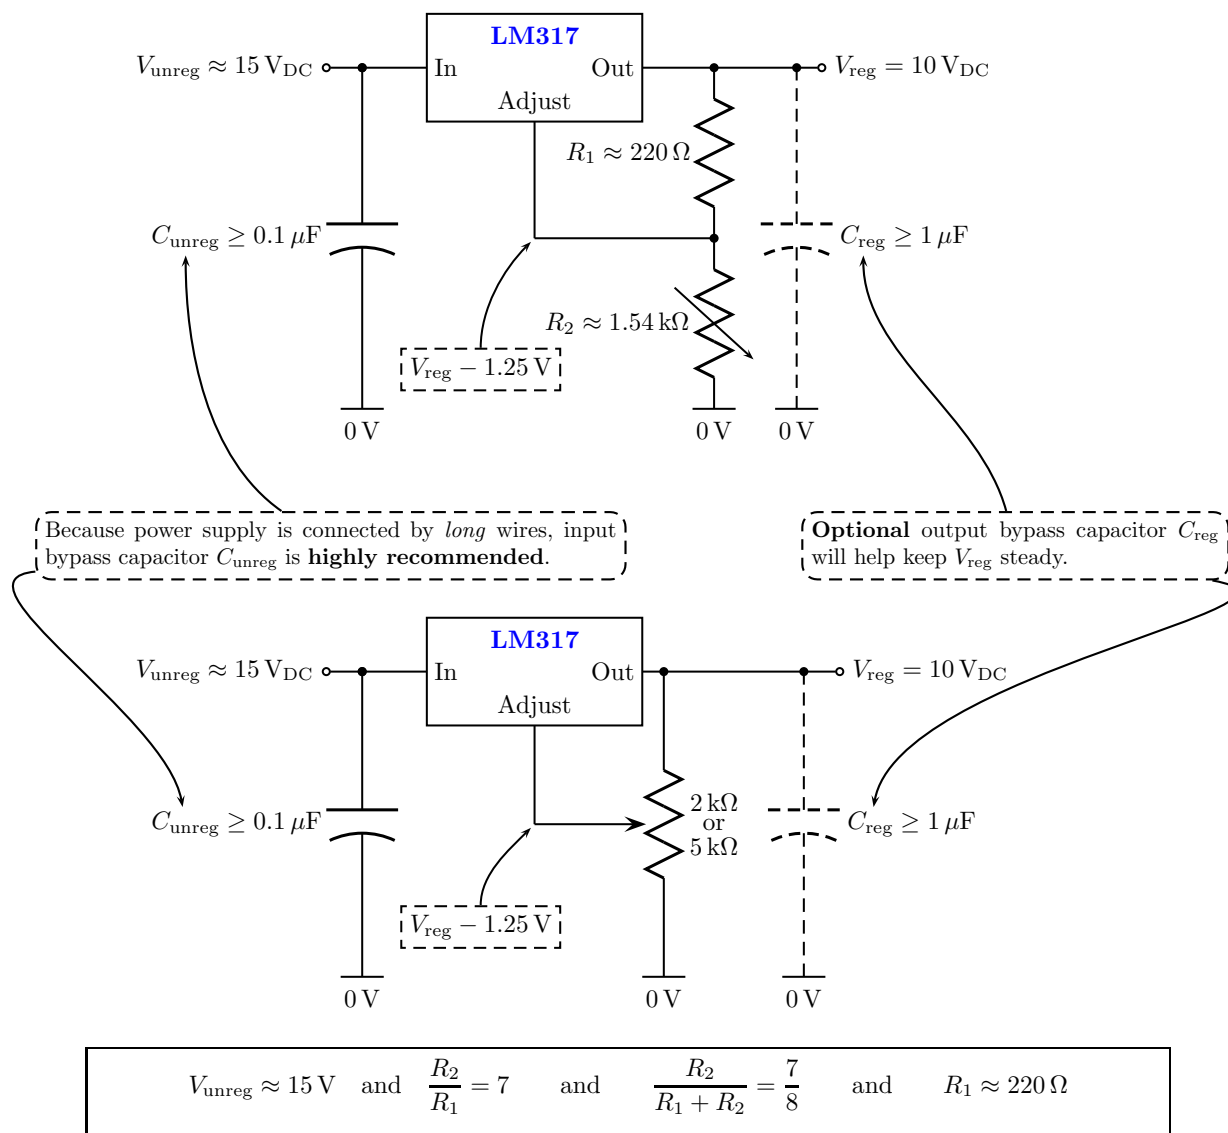 LM317
V_unreg ≈ 15 V_DC In Out V_reg = 10 V_DC
Adjust
R_1 ≈ 220 Ω
C_unreg ≥ 0.1 μF C_reg ≥ 1 μF
R_2 ≈ 1.54 kΩ
V_reg − 1.25 V
0 V 0 V 0 V
Because power supply is connected by long wires, input
bypass capacitor C_unreg is highly recommended.
Optional output bypass capacitor C_reg
will help keep V_reg steady.
LM317
V_unreg ≈ 15 V_DC In Out V_reg = 10 V_DC
Adjust
2 kΩ
or
5 kΩ
C_unreg ≥ 0.1 μF C_reg ≥ 1 μF
V_reg − 1.25 V
0 V 0 V 0 V
V_unreg ≈ 15 V and R_2/R_1 = 7 and R_2/(R_1 + R_2) = 7/8 and R_1 ≈ 220 Ω